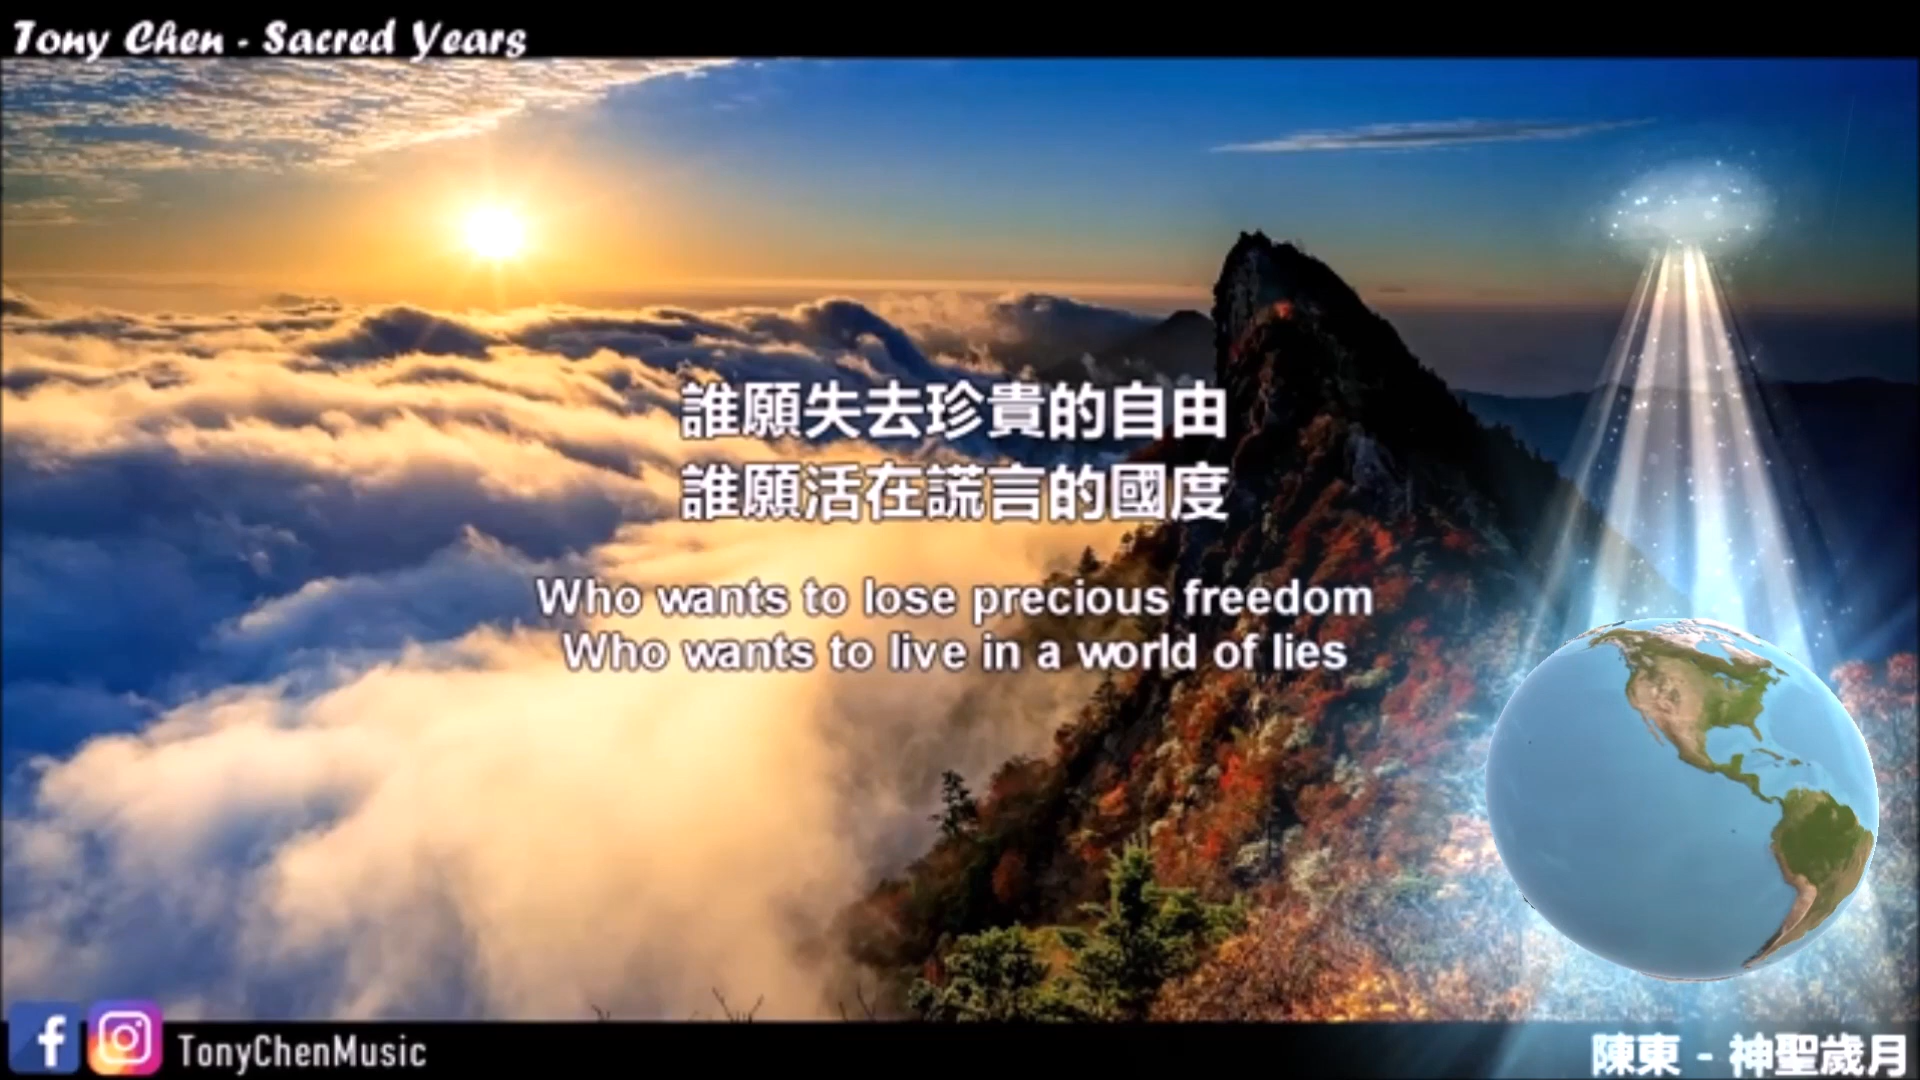 Tony Chen - Sacred Years
誰願失去珍貴的自由
誰願活在謊言的國度
Who wants to lose precious freedom
Who wants to live in a world of lies
TonyChenMusic
陳東 - 神聖歲月